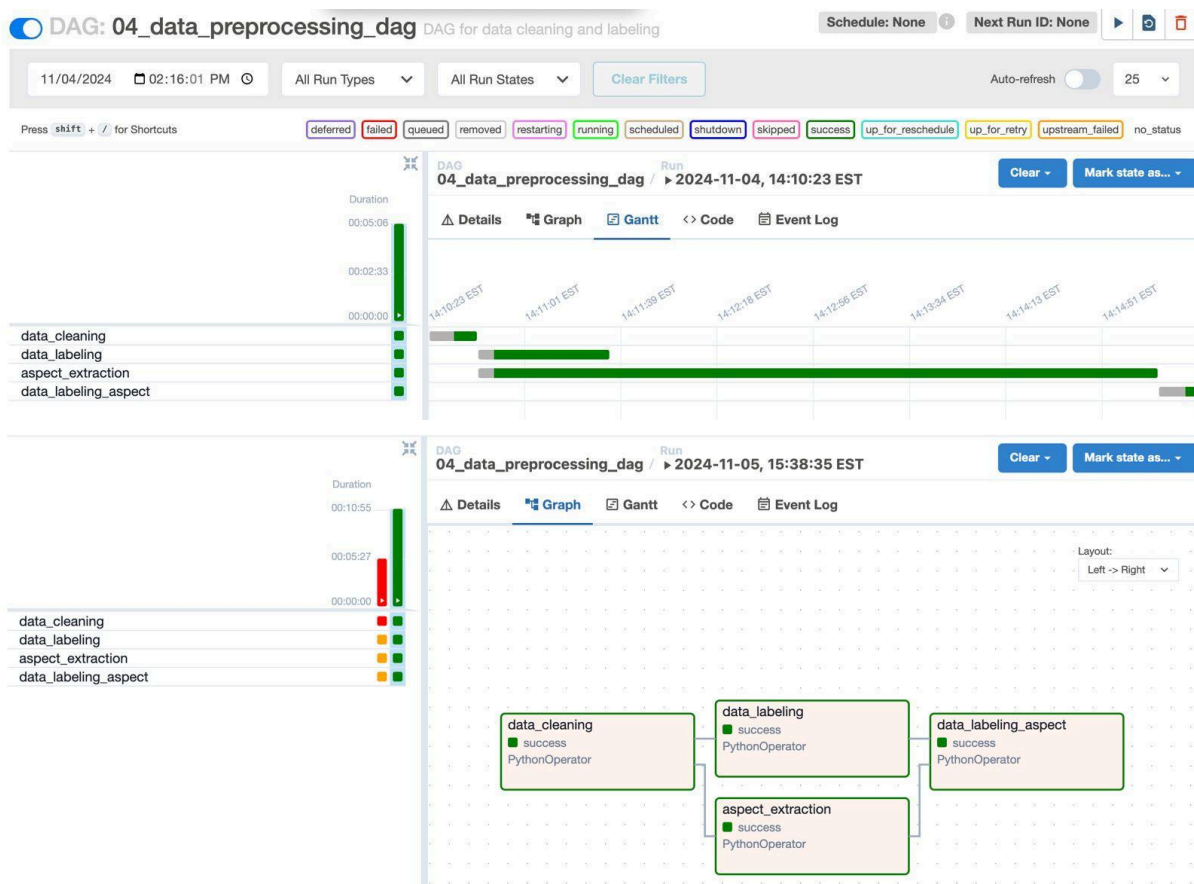 DAG: 04_data_preprocessing_dag DAG for data cleaning and labeling
Schedule: None Next Run ID: None
11/04/2024 02:16:01 PM All Run Types All Run States Clear Filters Auto-refresh 25
Press shift + / for Shortcuts deferred failed queued removed restarting running scheduled shutdown skipped success up_for_reschedule up_for_retry upstream_failed no_status
DAG Run
04_data_preprocessing_dag / 2024-11-04, 14:10:23 EST Clear Mark state as...
Duration
Details Graph Gantt Code Event Log
00:05:06
00:02:33
00:00:00
14:10:23 EST 14:11:01 EST 14:11:39 EST 14:12:18 EST 14:12:56 EST 14:13:34 EST 14:14:13 EST 14:14:51 EST
data_cleaning
data_labeling
aspect_extraction
data_labeling_aspect
DAG Run
04_data_preprocessing_dag / 2024-11-05, 15:38:35 EST Clear Mark state as...
Duration
Details Graph Gantt Code Event Log
00:10:55
00:05:27
00:00:00
data_cleaning
data_labeling
aspect_extraction
data_labeling_aspect
Layout:
Left -> Right
data_cleaning
success
PythonOperator
data_labeling
success
PythonOperator
data_labeling_aspect
success
PythonOperator
aspect_extraction
success
PythonOperator